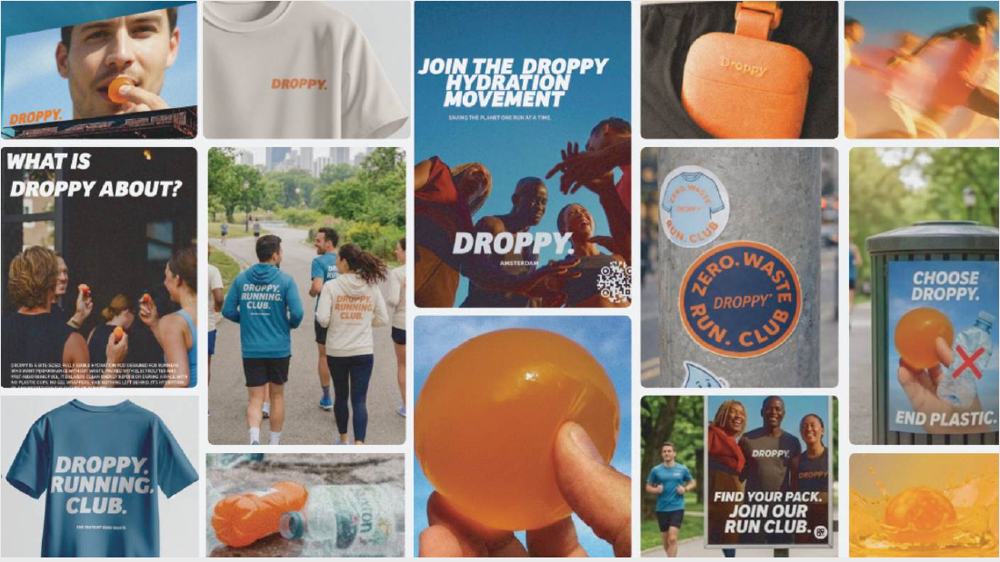 DROPPY.
DROPPY.
JOIN THE DROPPY
HYDRATION
MOVEMENT
SAVING THE PLANET ONE RUN AT A TIME.
DROPPY.
AMSTERDAM
Droppy
WHAT IS
DROPPY ABOUT?
DROPPY.
RUNNING.
CLUB.
DROPPY.
RUNNING.
CLUB.
ZERO. WASTE
DROPPY
RUN. CLUB
ZERO. WASTE
DROPPY
RUN. CLUB
CHOOSE
DROPPY.
END PLASTIC.
DROPPY.
RUNNING.
CLUB.
DROPPY.
DROPPY
FIND YOUR PACK.
JOIN OUR
RUN CLUB.